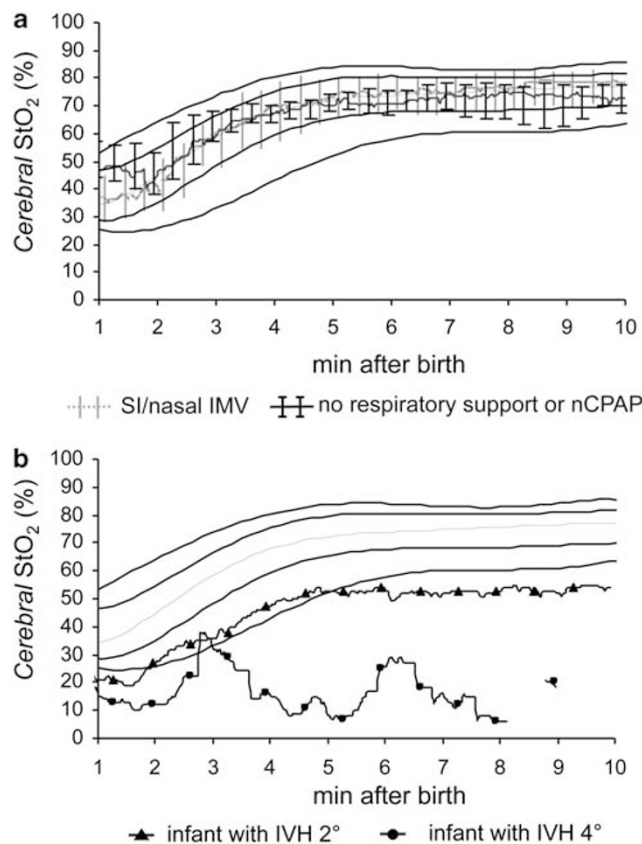 a
Cerebral StO2 (%)
100
90
80
70
60
50
40
30
20
10
0
1 2 3 4 5 6 7 8 9 10
min after birth
SI/nasal IMV no respiratory support or nCPAP
b
Cerebral StO2 (%)
100
90
80
70
60
50
40
30
20
10
0
1 2 3 4 5 6 7 8 9 10
min after birth
infant with IVH 2° infant with IVH 4°